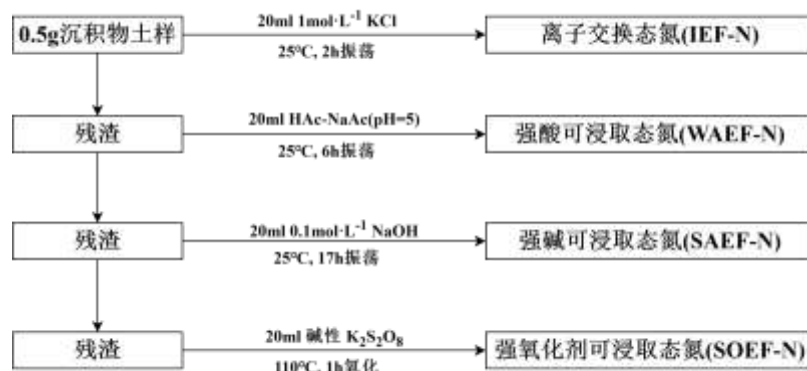 0.5g沉积物土样
20ml 1mol·L⁻¹ KCl
25℃, 2h振荡
离子交换态氮(IEF-N)
残渣
20ml HAc-NaAc(pH=5)
25℃, 6h振荡
强酸可浸取态氮(WAEF-N)
残渣
20ml 0.1mol·L⁻¹ NaOH
25℃, 17h振荡
强碱可浸取态氮(SAEF-N)
残渣
20ml 碱性 K₂S₂O₈
110℃, 1h氧化
强氧化剂可浸取态氮(SOEF-N)